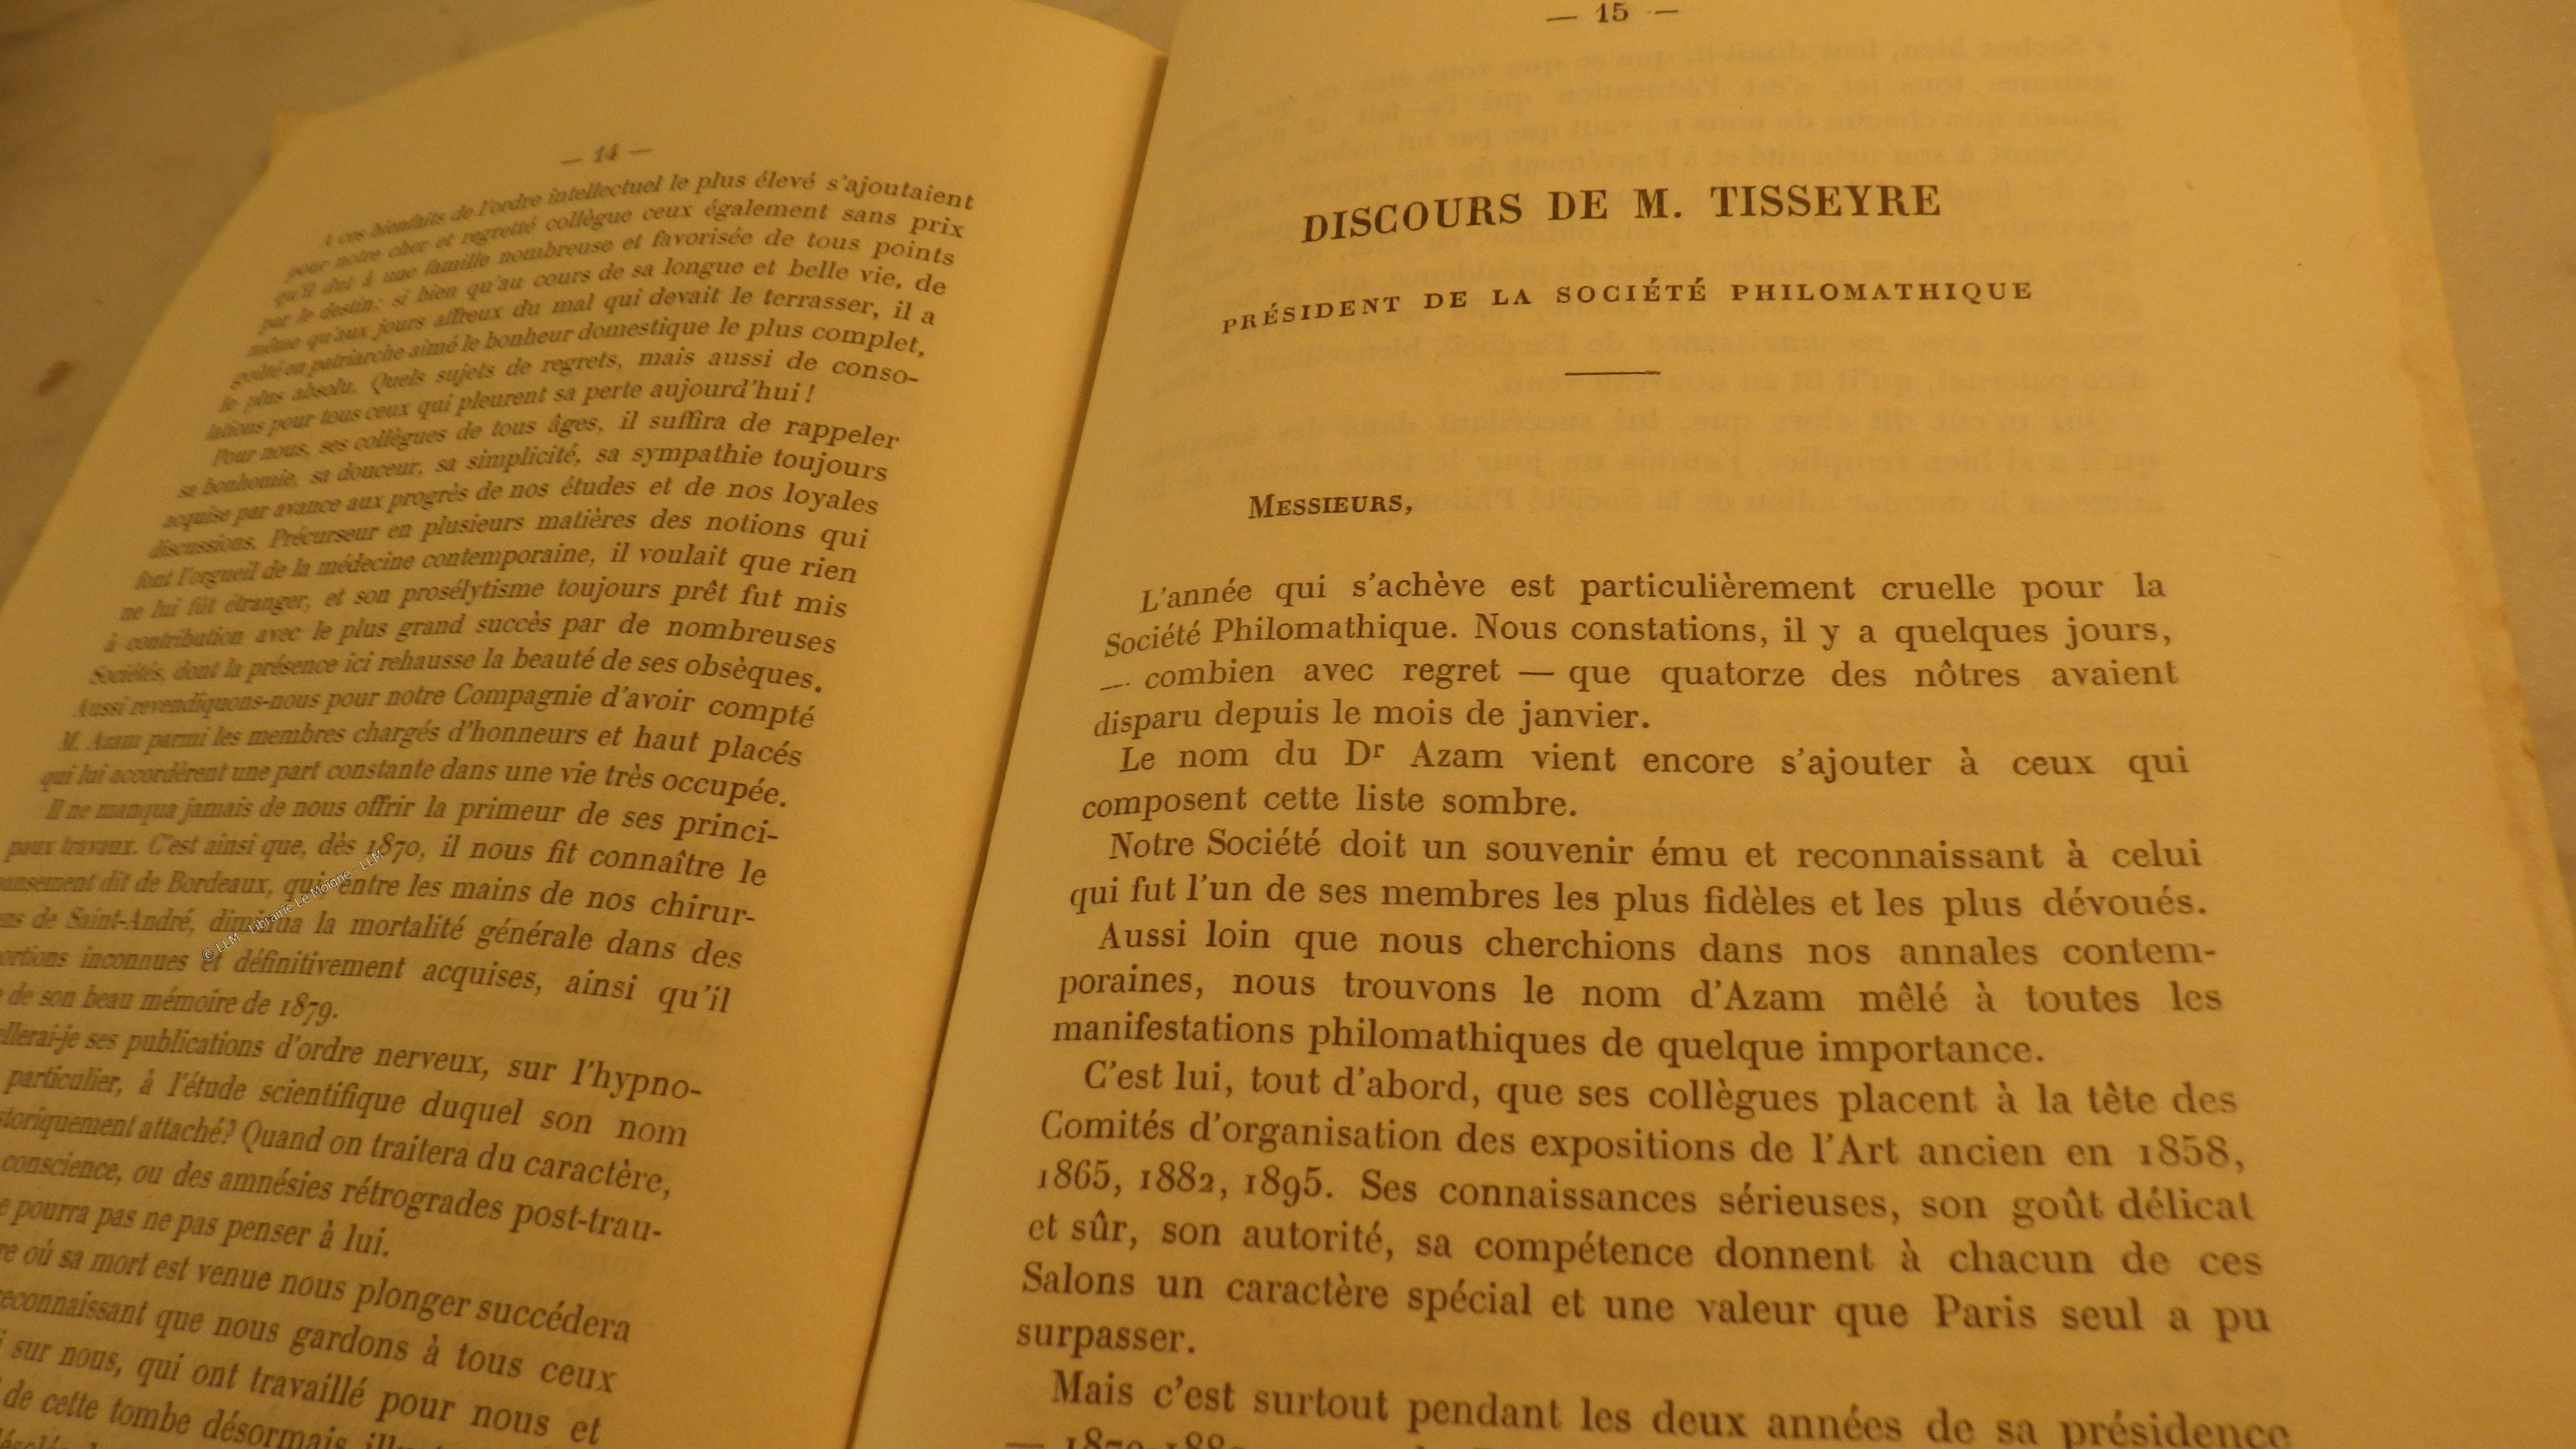 — 14 —
A ces bienfaits de l'ordre intellectuel le plus élevé s'ajoutaient
pour notre cher et regretté collègue ceux également sans prix
qu'il dut à une famille nombreuse et favorisée de tous points
par le destin; si bien qu'au cours de sa longue et belle vie, de
même qu'aux jours affreux du mal qui devait le terrasser, il a
goûté en patriarche aimé le bonheur domestique le plus complet,
le plus absolu. Quels sujets de regrets, mais aussi de conso-
lations pour tous ceux qui pleurent sa perte aujourd'hui !
Pour nous, ses collègues de tous âges, il suffira de rappeler
sa bonhomie, sa douceur, sa simplicité, sa sympathie toujours
acquise par avance aux progrès de nos études et de nos loyales
discussions. Précurseur en plusieurs matières des notions qui
font l'orgueil de la médecine contemporaine, il voulait que rien
ne lui fût étranger, et son prosélytisme toujours prêt fut mis
à contribution avec le plus grand succès par de nombreuses
Sociétés, dont la présence ici rehausse la beauté de ses obsèques.
Aussi revendiquons-nous pour notre Compagnie d'avoir compté
M. Azam parmi les membres chargés d'honneurs et haut placés
qui lui accordèrent une part constante dans une vie très occupée.
Il ne manqua jamais de nous offrir la primeur de ses princi-
paux travaux. C'est ainsi que, dès 1870, il nous fit connaître le
pansement dit de Bordeaux, qui, entre les mains de nos chirur-
ens de Saint-André, diminua la mortalité générale dans des
ortions inconnues et définitivement acquises, ainsi qu'il
de son beau mémoire de 1879.
ellerai-je ses publications d'ordre nerveux, sur l'hypno-
particulier, à l'étude scientifique duquel son nom
storiquement attaché? Quand on traitera du caractère,
conscience, ou des amnésies rétrogrades post-trau-
e pourra pas ne pas penser à lui.
re où sa mort est venue nous plonger succédera
econnaissant que nous gardons à tous ceux
i sur nous, qui ont travaillé pour nous et
de cette tombe désormais
© LLM - Librairie Le Moigne - LLM
— 15 —
DISCOURS DE M. TISSEYRE
PRÉSIDENT DE LA SOCIÉTÉ PHILOMATHIQUE
MESSIEURS,
L'année qui s'achève est particulièrement cruelle pour la
Société Philomathique. Nous constations, il y a quelques jours,
— combien avec regret — que quatorze des nôtres avaient
disparu depuis le mois de janvier.
Le nom du Dr Azam vient encore s'ajouter à ceux qui
composent cette liste sombre.
Notre Société doit un souvenir ému et reconnaissant à celui
qui fut l'un de ses membres les plus fidèles et les plus dévoués.
Aussi loin que nous cherchions dans nos annales contem-
poraines, nous trouvons le nom d'Azam mêlé à toutes les
manifestations philomathiques de quelque importance.
C'est lui, tout d'abord, que ses collègues placent à la tête des
Comités d'organisation des expositions de l'Art ancien en 1858,
1865, 1882, 1895. Ses connaissances sérieuses, son goût délicat
et sûr, son autorité, sa compétence donnent à chacun de ces
Salons un caractère spécial et une valeur que Paris seul a pu
surpasser.
Mais c'est surtout pendant les deux années de sa présidence